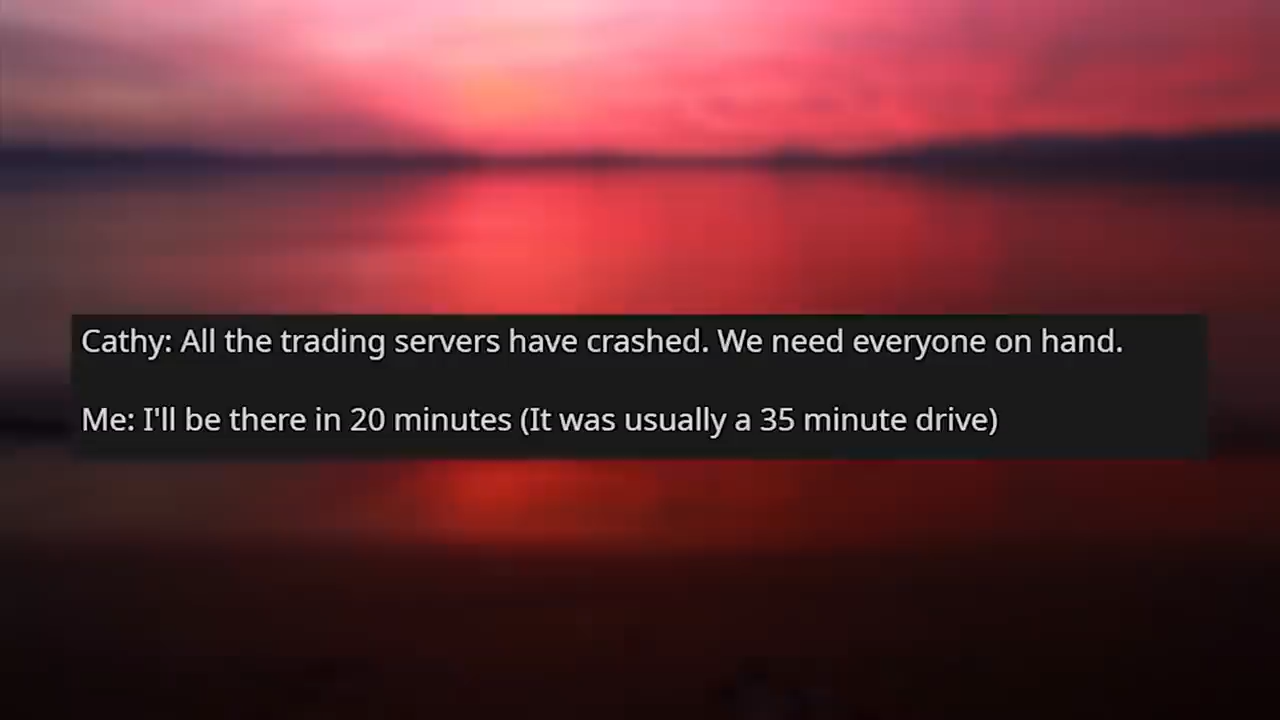 Cathy: All the trading servers have crashed. We need everyone on hand.
Me: I'll be there in 20 minutes (It was usually a 35 minute drive)